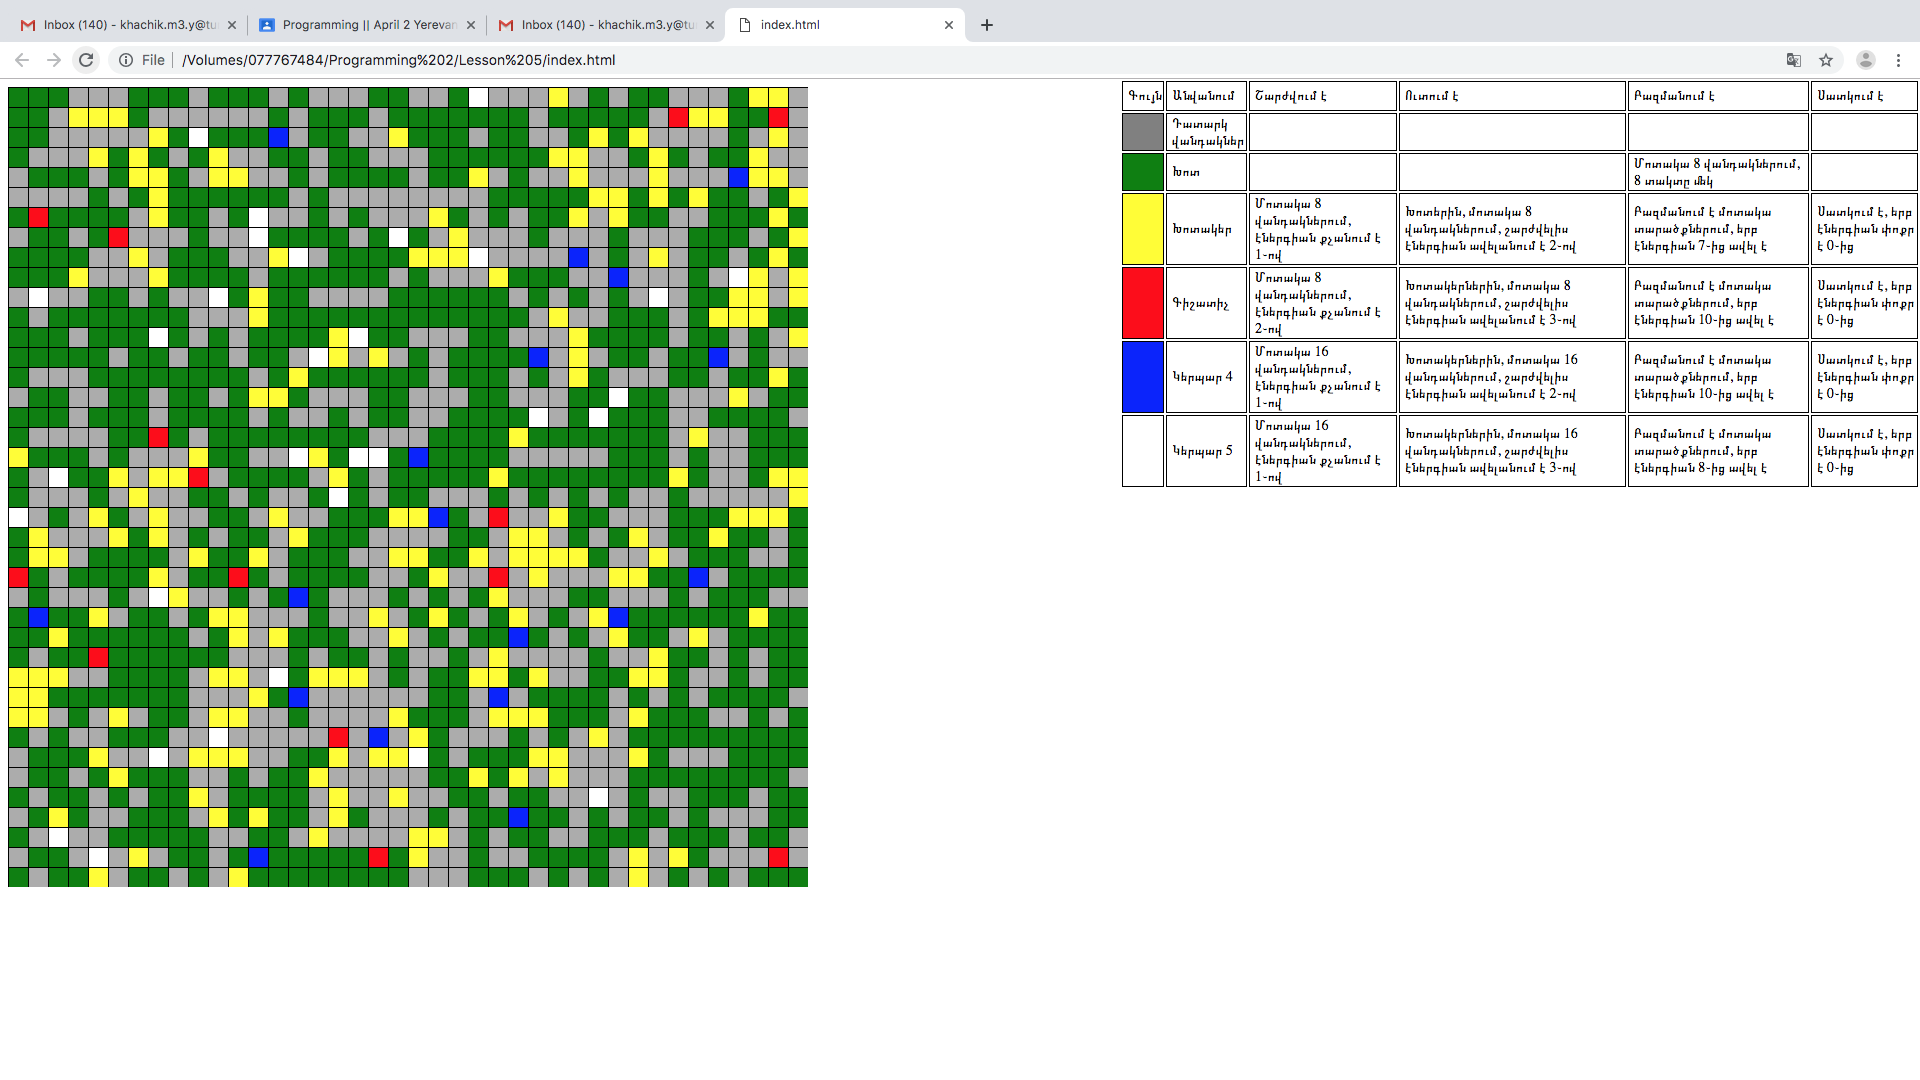 Inbox (140) - khachik.m3.y@tu
Programming || April 2 Yerevan
Inbox (140) - khachik.m3.y@tu
index.html
File
/Volumes/077767484/Programming%202/Lesson%205/index.html
Գույն Անվանում Շարժվում է Ուտում է Բազմանում է Սատկում է
Դատարկ
վանդակներ
Խոտ
Մոտակա 8 վանդակներում,
8 տակտը մեկ
Խոտակեր
Մոտակա 8
վանդակներում,
էներգիան քչանում է
1-ով
Խոտերին, մոտակա 8
վանդակներում, շարժվելիս
էներգիան ավելանում է 2-ով
Բազմանում է մոտակա
տարածքներում, երբ
էներգիան 7-ից ավել է
Սատկում է, երբ
էներգիան փոքր
է 0-ից
Գիշատիչ
Մոտակա 8
վանդակներում,
էներգիան քչանում է
2-ով
Խոտակերներին, մոտակա 8
վանդակներում, շարժվելիս
էներգիան ավելանում է 3-ով
Բազմանում է մոտակա
տարածքներում, երբ
էներգիան 10-ից ավել է
Սատկում է, երբ
էներգիան փոքր
է 0-ից
Կերպար 4
Մոտակա 16
վանդակներում,
էներգիան քչանում է
1-ով
Խոտակերներին, մոտակա 16
վանդակներում, շարժվելիս
էներգիան ավելանում է 2-ով
Բազմանում է մոտակա
տարածքներում, երբ
էներգիան 10-ից ավել է
Սատկում է, երբ
էներգիան փոքր
է 0-ից
Կերպար 5
Մոտակա 16
վանդակներում,
էներգիան քչանում է
1-ով
Խոտակերներին, մոտակա 16
վանդակներում, շարժվելիս
էներգիան ավելանում է 3-ով
Բազմանում է մոտակա
տարածքներում, երբ
էներգիան 8-ից ավել է
Սատկում է, երբ
էներգիան փոքր
է 0-ից